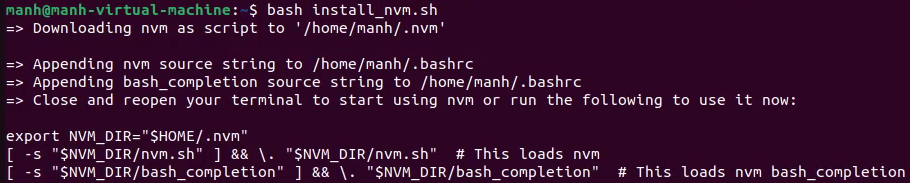 manh@manh-virtual-machine:~$ bash install_nvm.sh
=> Downloading nvm as script to '/home/manh/.nvm'
=> Appending nvm source string to /home/manh/.bashrc
=> Appending bash_completion source string to /home/manh/.bashrc
=> Close and reopen your terminal to start using nvm or run the following to use it now:
export NVM_DIR="$HOME/.nvm"
[ -s "$NVM_DIR/nvm.sh" ] && \. "$NVM_DIR/nvm.sh"  # This loads nvm
[ -s "$NVM_DIR/bash_completion" ] && \. "$NVM_DIR/bash_completion"  # This loads nvm bash_completion